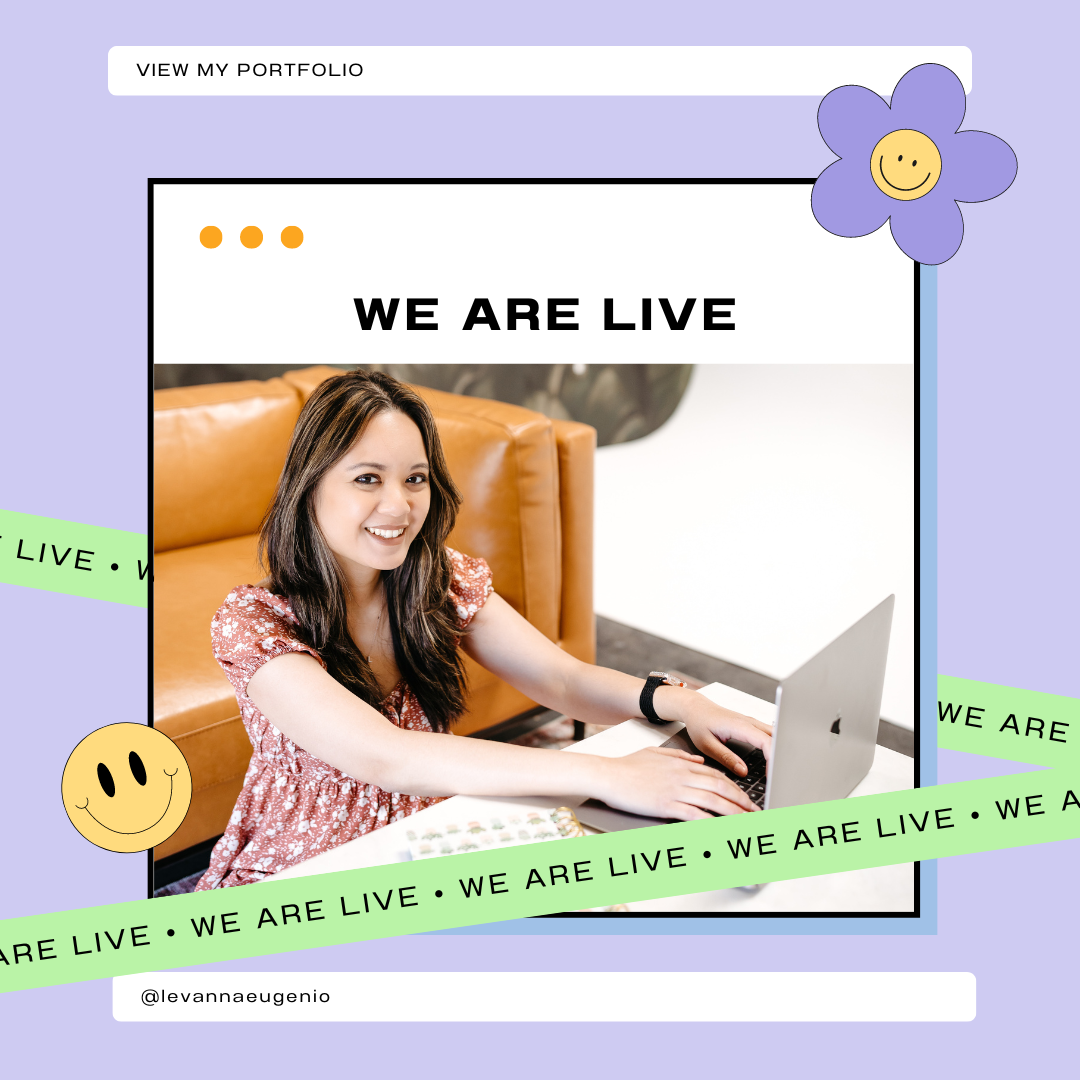 VIEW MY PORTFOLIO
WE ARE LIVE
LIVE •
WE ARE
ARE LIVE • WE ARE LIVE • WE ARE LIVE • WE ARE LIVE • WE A
@levannaeugenio